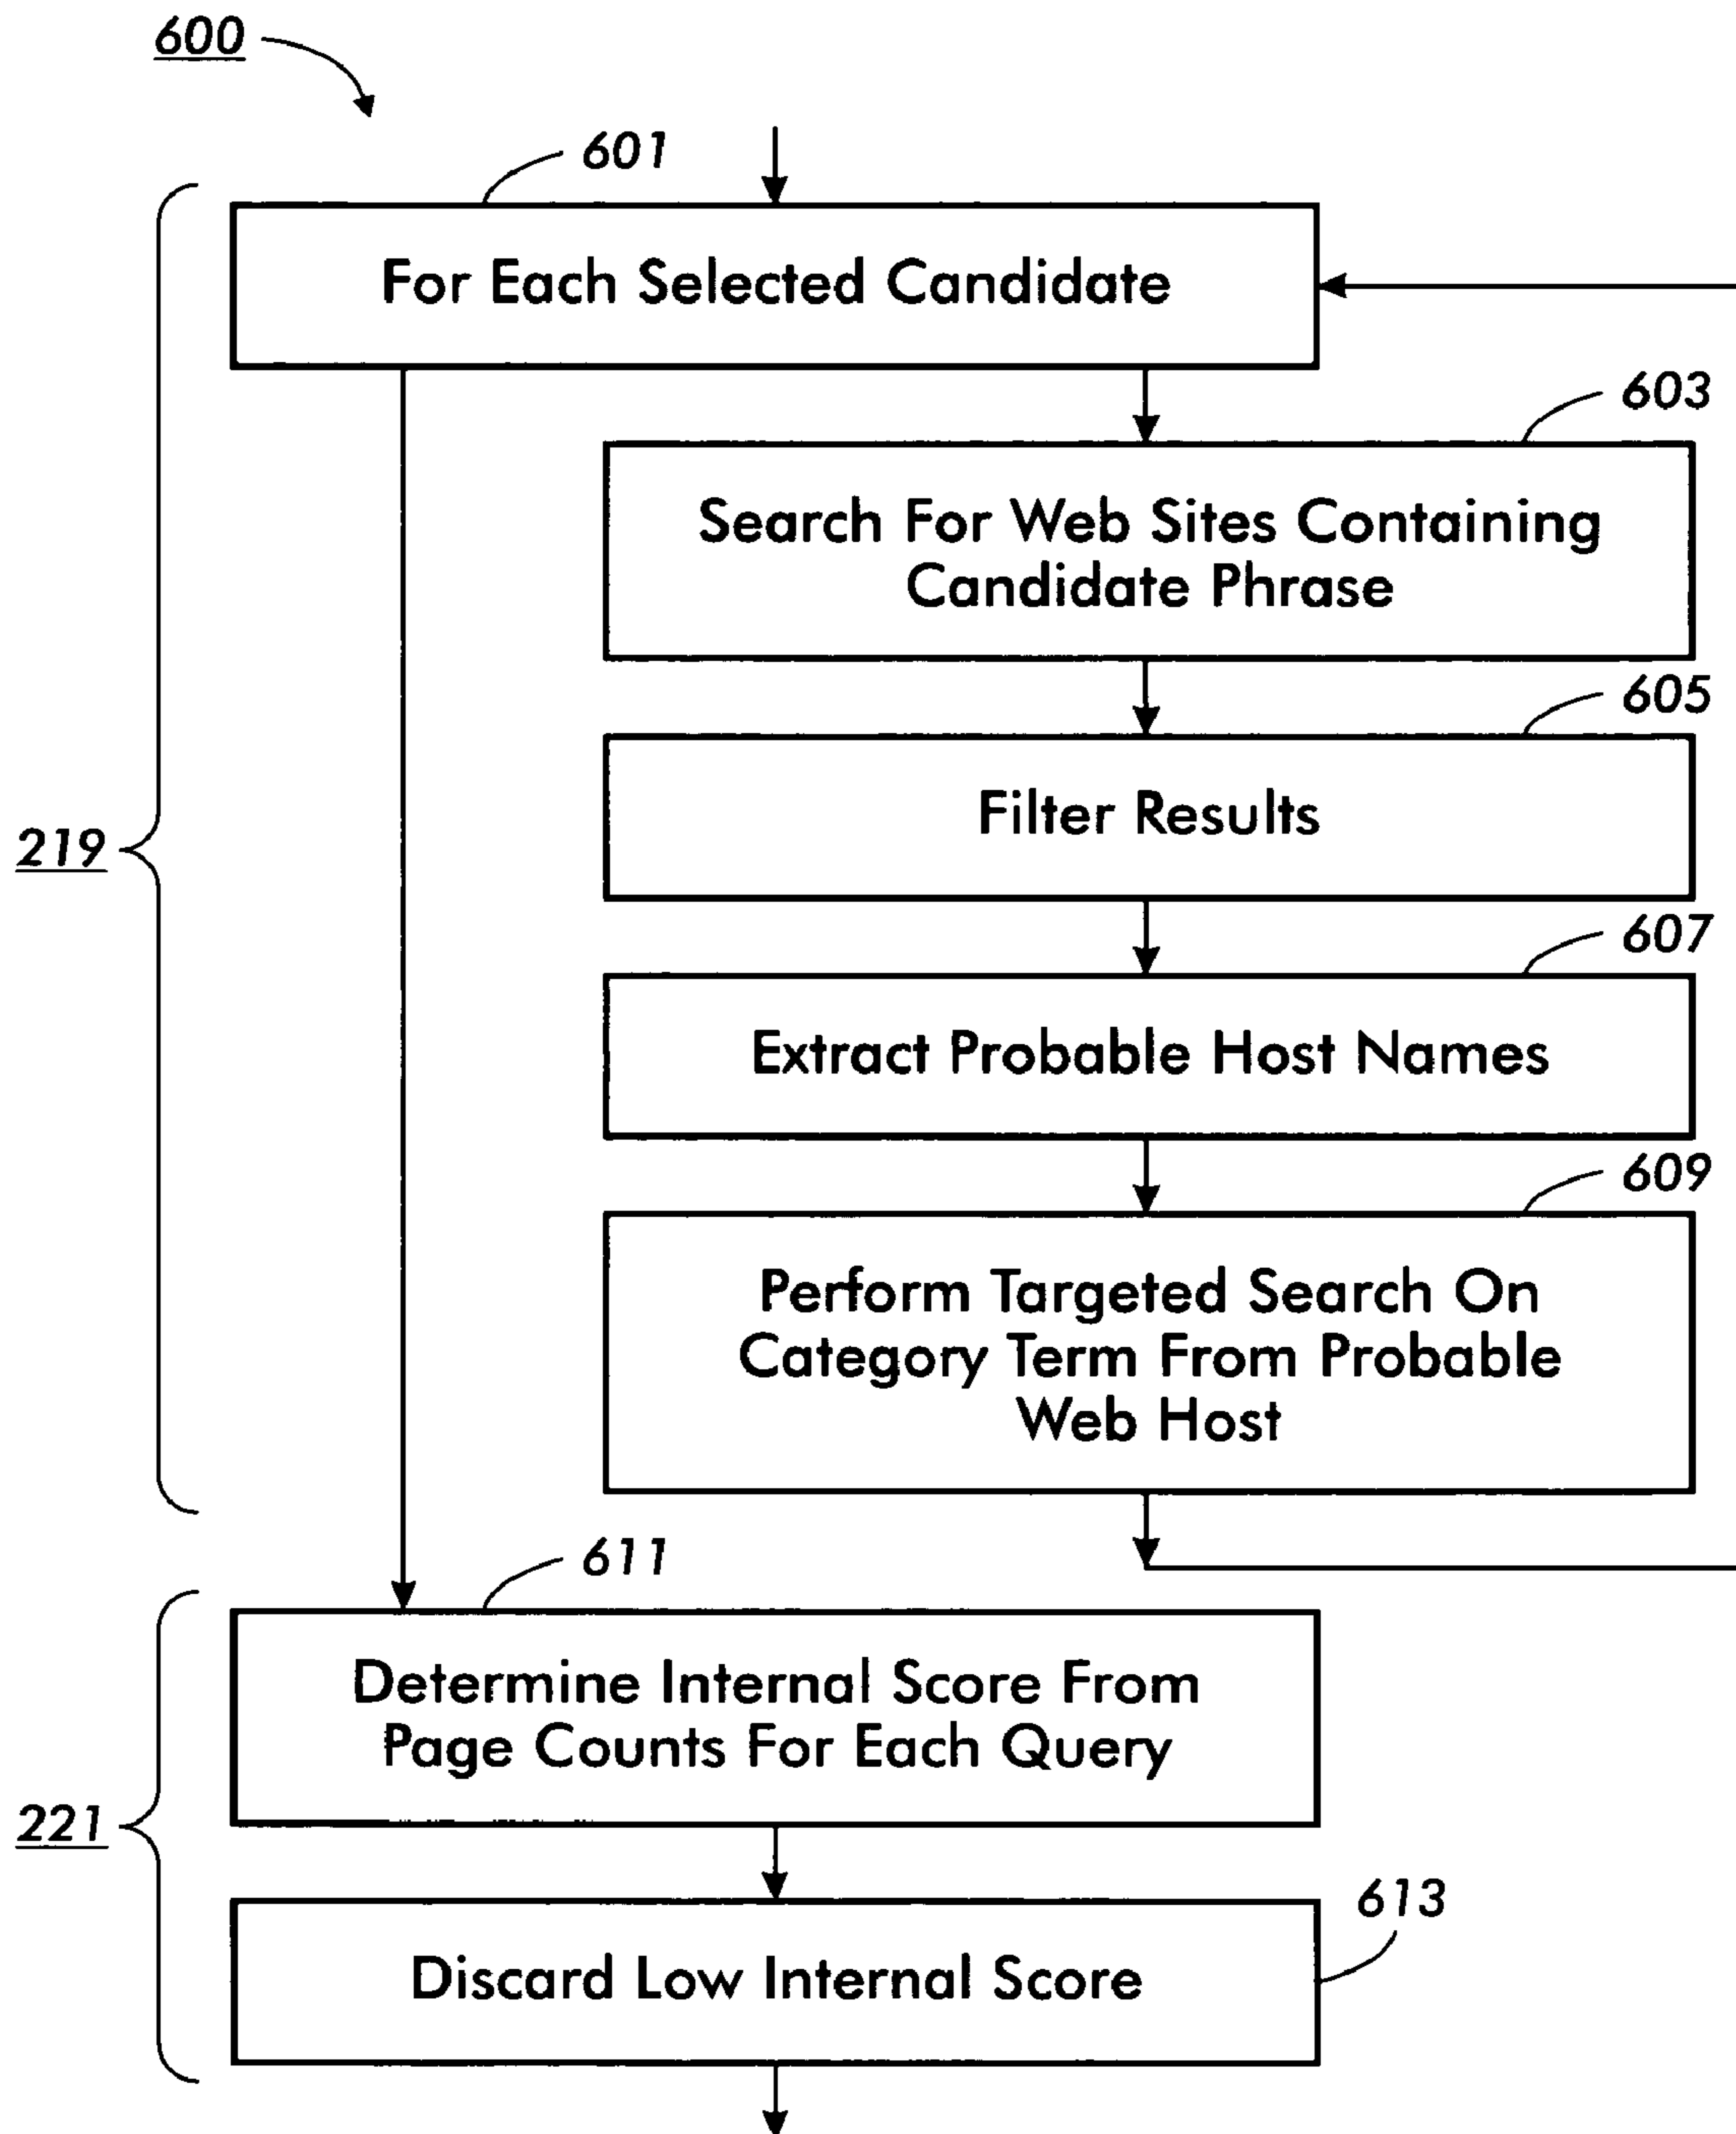 600
601
For Each Selected Candidate
603
Search For Web Sites Containing
Candidate Phrase
605
Filter Results
219
607
Extract Probable Host Names
609
Perform Targeted Search On
Category Term From Probable
Web Host
611
Determine Internal Score From
Page Counts For Each Query
221
613
Discard Low Internal Score